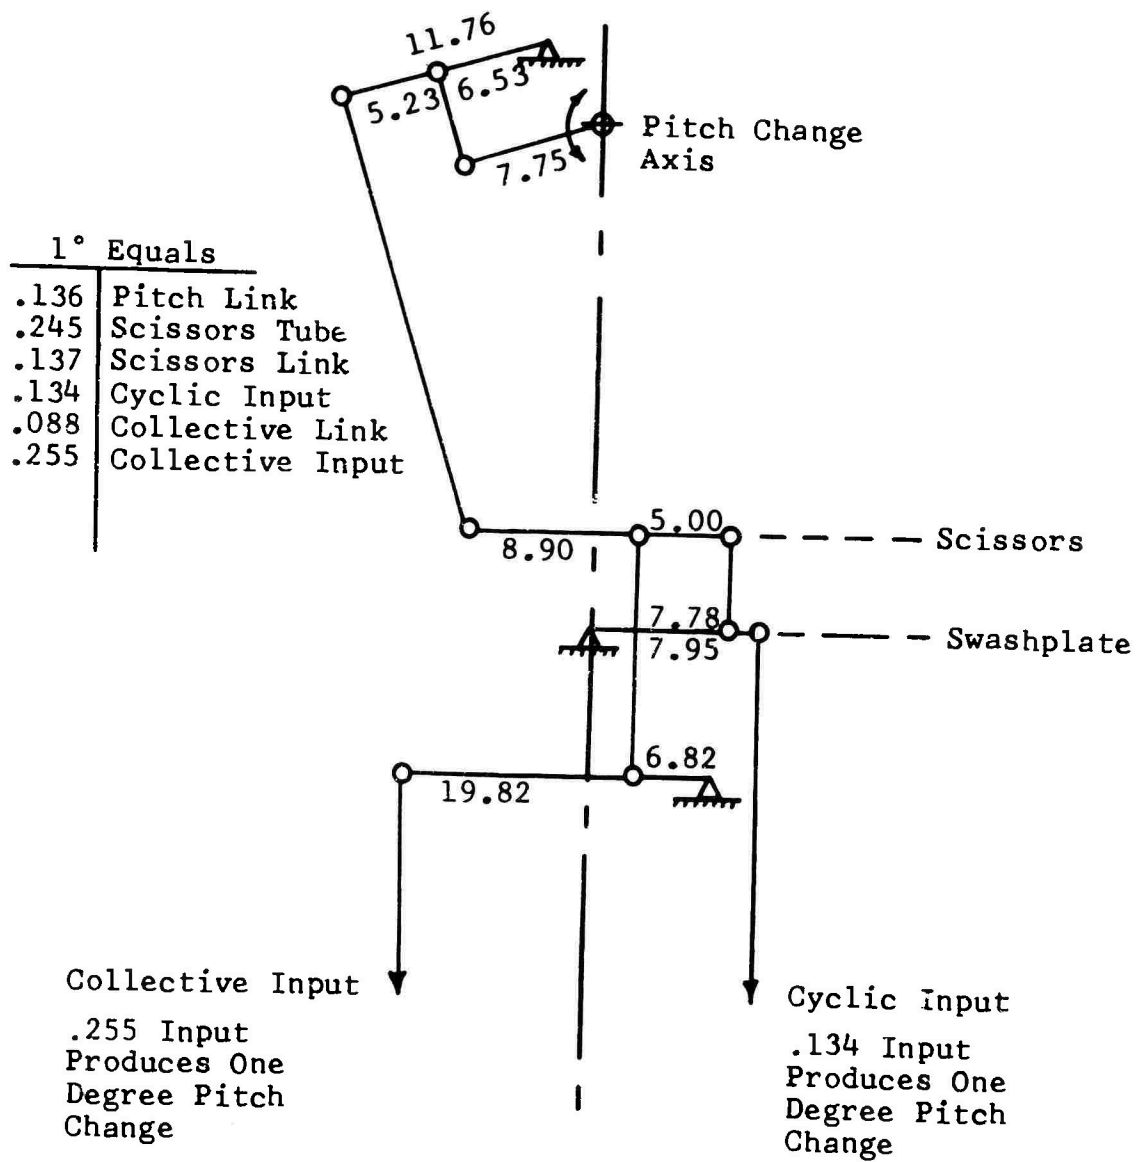 11.76
5.23
6.53
7.75
Pitch Change
Axis
1° Equals
.136 Pitch Link
.245 Scissors Tube
.137 Scissors Link
.134 Cyclic Input
.088 Collective Link
.255 Collective Input
5.00
8.90
Scissors
7.78
7.95
Swashplate
6.82
19.82
Collective Input
.255 Input
Produces One
Degree Pitch
Change
Cyclic Input
.134 Input
Produces One
Degree Pitch
Change